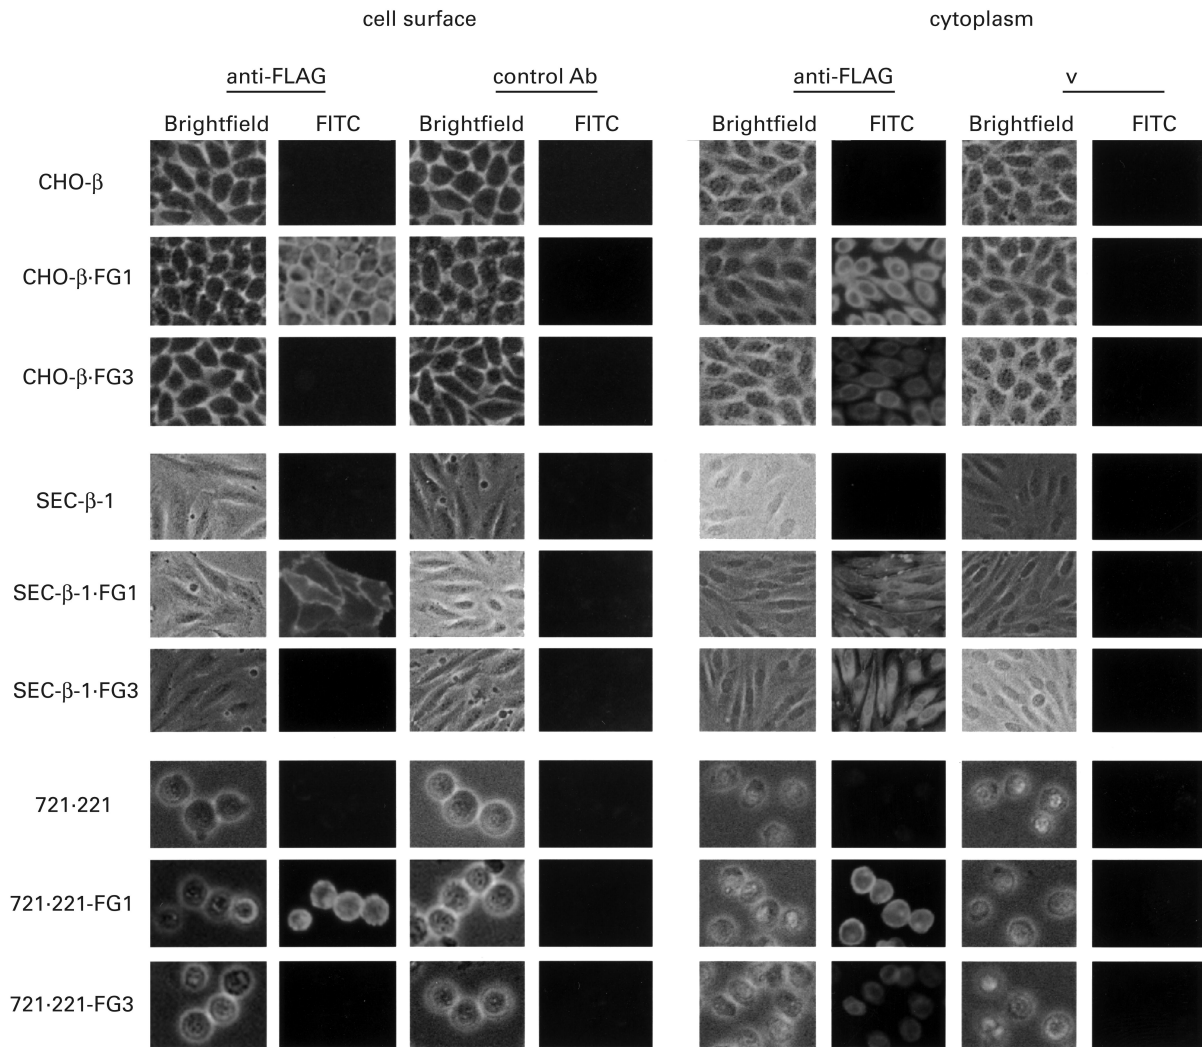 cell surface cytoplasm
anti-FLAG control Ab anti-FLAG v
Brightfield FITC Brightfield FITC Brightfield FITC Brightfield FITC
CHO-β
CHO-β·FG1
CHO-β·FG3
SEC-β-1
SEC-β-1·FG1
SEC-β-1·FG3
721·221
721·221-FG1
721·221-FG3